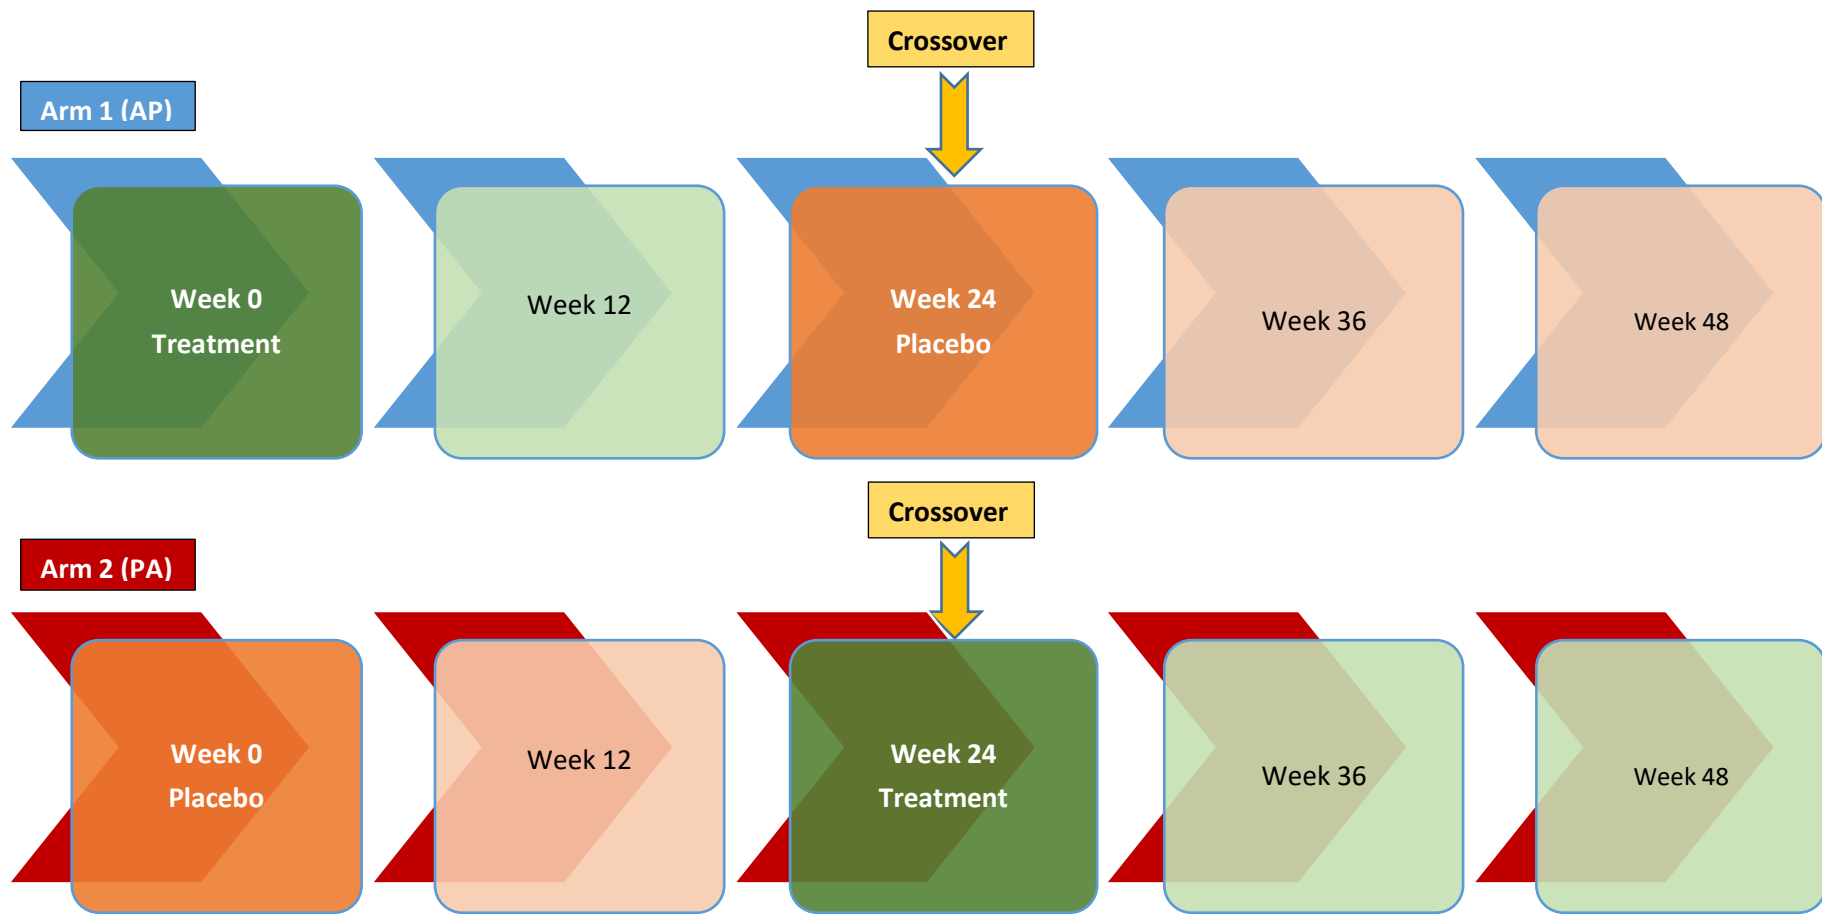 Crossover
Arm 1 (AP)
Week 0
Treatment
Week 12
Week 24
Placebo
Week 36
Week 48
Crossover
Arm 2 (PA)
Week 0
Placebo
Week 12
Week 24
Treatment
Week 36
Week 48